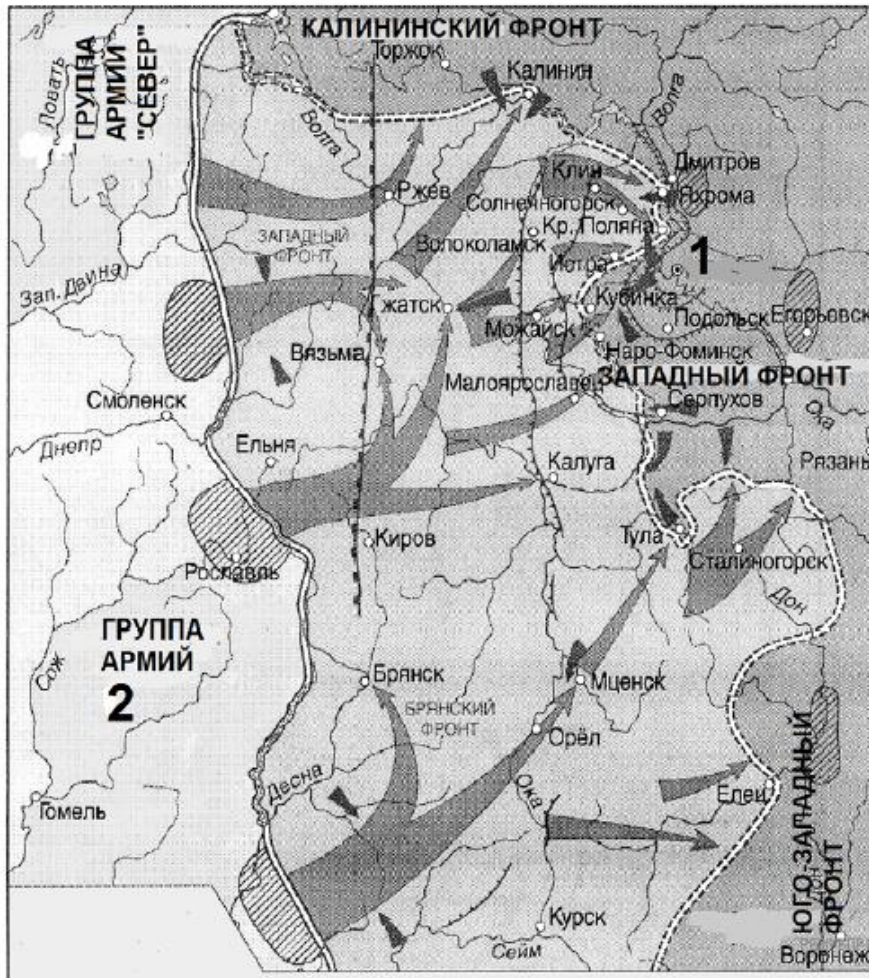 КАЛИНИНСКИЙ ФРОНТ
Торжок
Ловать
ГРУППА
АРМИЙ
"СЕВЕР"
Калинин
Волга
Волга
Дмитров
Клин
Яхрома
Ржев
Солнечногорск
Кр. Поляна
ЗАПАДНЫЙ
ФРОНТ
Волоколамск
Истра
1
Зап. Двина
Гжатск
Кубинка
Можайск
Подольск
Егорьевск
Вязьма
Наро-Фоминск
Малоярославец
ЗАПАДНЫЙ ФРОНТ
Смоленск
Серпухов
Ока
Днепр
Ельня
Калуга
Рязань
Киров
Тула
Рославль
Сталиногорск
Дон
ГРУППА
АРМИЙ
2
Сож
Брянск
Мценск
БРЯНСКИЙ
ФРОНТ
Орёл
Десна
Ока
Елец
Гомель
ЮГО-ЗАПАДНЫЙ
ФРОНТ
Дон
Курск
Сейм
Воронеж